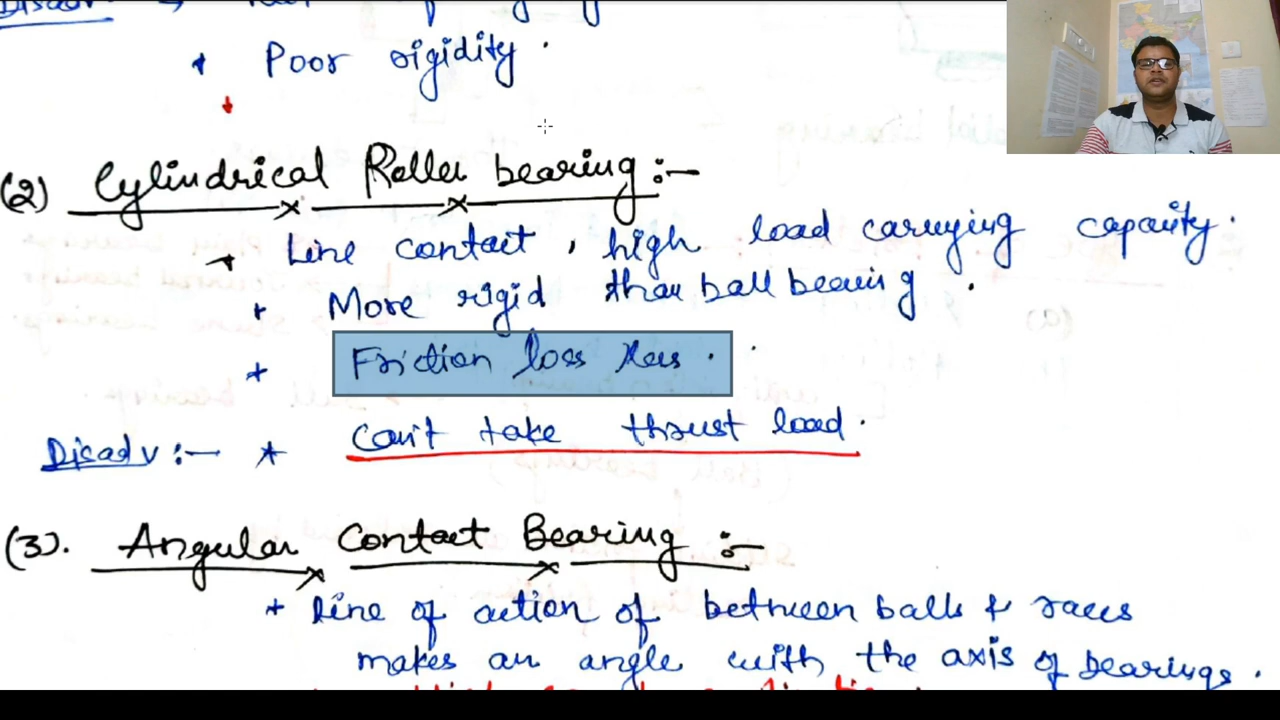 Disadv :-
Poor rigidity.
(2) Cylindrical Roller bearing :-
Line contact, high load carrying capacity.
More rigid than ball bearing.
Friction loss less.
Disadv :- * Can't take thrust load.
(3). Angular Contact Bearing :-
+ Line of action of between balls & races
makes an angle with the axis of bearings.